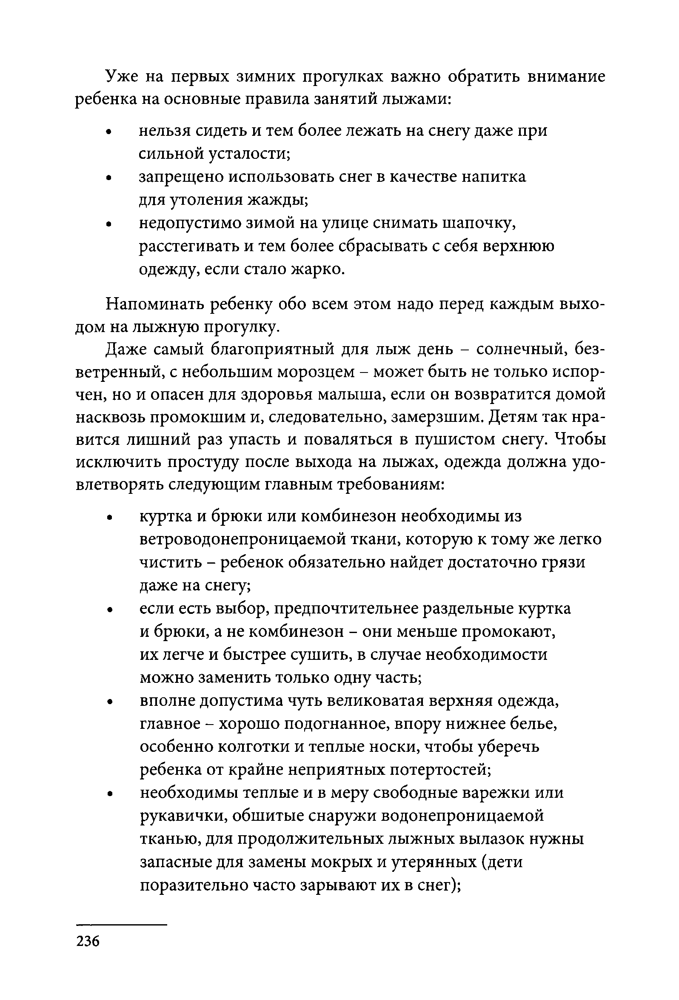 Уже на первых зимних прогулках важно обратить внимание
ребенка на основные правила занятий лыжами:
• нельзя сидеть и тем более лежать на снегу даже при
сильной усталости;
• запрещено использовать снег в качестве напитка
для утоления жажды;
• недопустимо зимой на улице снимать шапочку,
расстегивать и тем более сбрасывать с себя верхнюю
одежду, если стало жарко.
Напоминать ребенку обо всем этом надо перед каждым выхо-
дом на лыжную прогулку.
Даже самый благоприятный для лыж день – солнечный, без-
ветренный, с небольшим морозцем – может быть не только испор-
чен, но и опасен для здоровья малыша, если он возвратится домой
насквозь промокшим и, следовательно, замерзшим. Детям так нра-
вится лишний раз упасть и поваляться в пушистом снегу. Чтобы
исключить простуду после выхода на лыжах, одежда должна удо-
влетворять следующим главным требованиям:
• куртка и брюки или комбинезон необходимы из
ветроводонепроницаемой ткани, которую к тому же легко
чистить – ребенок обязательно найдет достаточно грязи
даже на снегу;
• если есть выбор, предпочтительнее раздельные куртка
и брюки, а не комбинезон – они меньше промокают,
их легче и быстрее сушить, в случае необходимости
можно заменить только одну часть;
• вполне допустима чуть великоватая верхняя одежда,
главное – хорошо подогнанное, впору нижнее белье,
особенно колготки и теплые носки, чтобы уберечь
ребенка от крайне неприятных потертостей;
• необходимы теплые и в меру свободные варежки или
рукавички, обшитые снаружи водонепроницаемой
тканью, для продолжительных лыжных вылазок нужны
запасные для замены мокрых и утерянных (дети
поразительно часто зарывают их в снег);
236